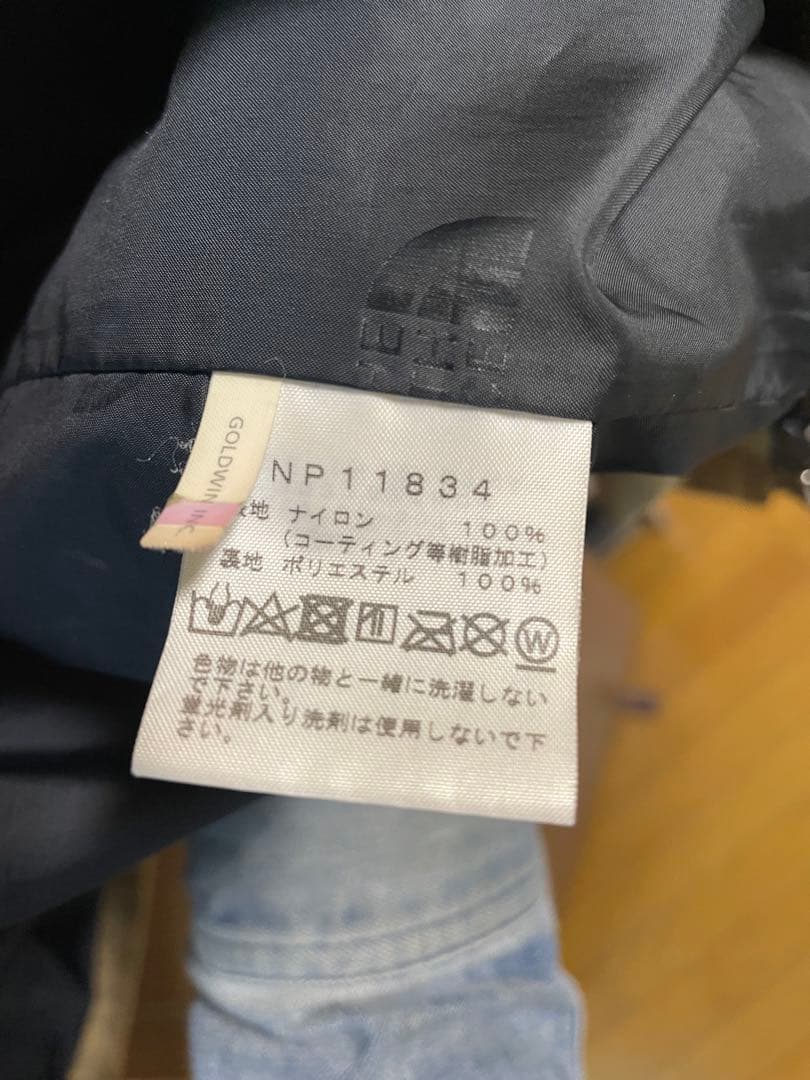 GOLDWIN INC.
NP11834
表地 ナイロン 100%
(コーティング等樹脂加工)
裏地 ポリエステル 100%
W
色物は他の物と一緒に洗濯しない
で下さい。
蛍光剤入り洗剤は使用しないで下
さい。